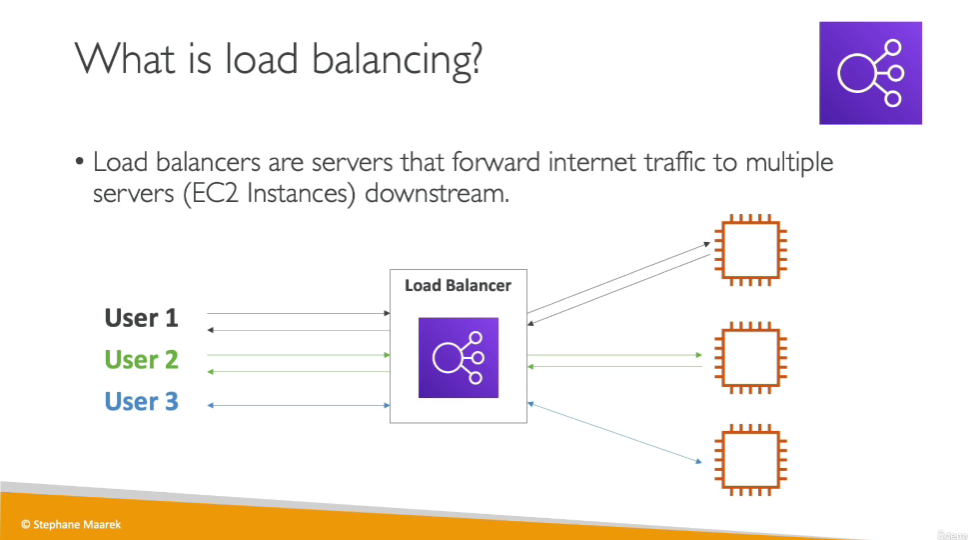 What is load balancing?
• Load balancers are servers that forward internet traffic to multiple
servers (EC2 Instances) downstream.
Load Balancer
User 1
User 2
User 3
© Stephane Maarek
Udemy